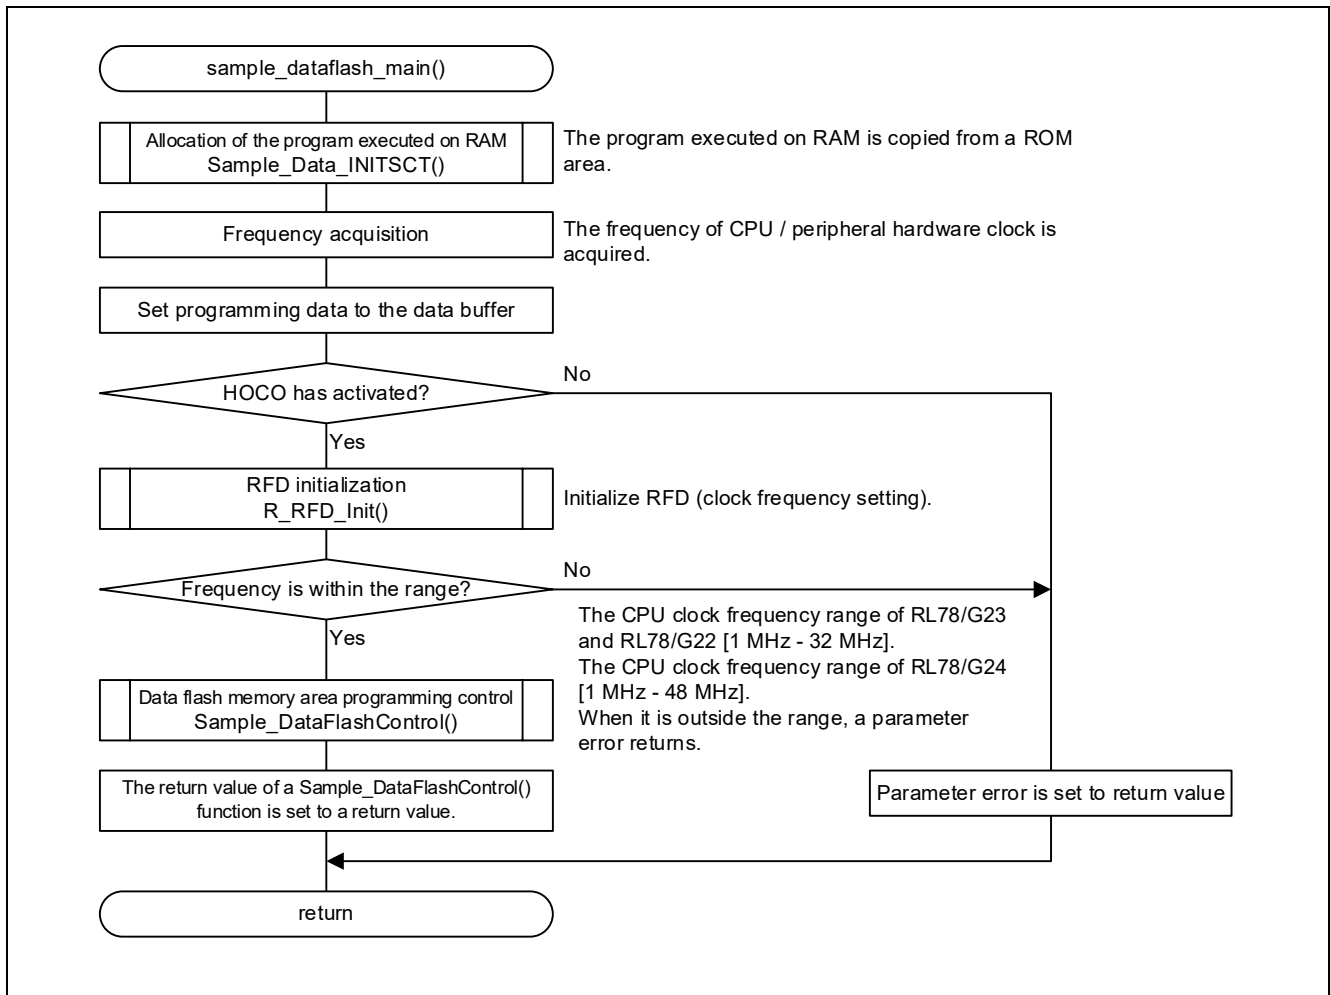 sample_dataflash_main()
Allocation of the program executed on RAM
Sample_Data_INITSCT()
The program executed on RAM is copied from a ROM
area.
Frequency acquisition
The frequency of CPU / peripheral hardware clock is
acquired.
Set programming data to the data buffer
HOCO has activated?
No
Yes
RFD initialization
R_RFD_Init()
Initialize RFD (clock frequency setting).
Frequency is within the range?
No
Yes
The CPU clock frequency range of RL78/G23
and RL78/G22 [1 MHz - 32 MHz].
The CPU clock frequency range of RL78/G24
[1 MHz - 48 MHz].
When it is outside the range, a parameter
error returns.
Data flash memory area programming control
Sample_DataFlashControl()
The return value of a Sample_DataFlashControl()
function is set to a return value.
Parameter error is set to return value
return